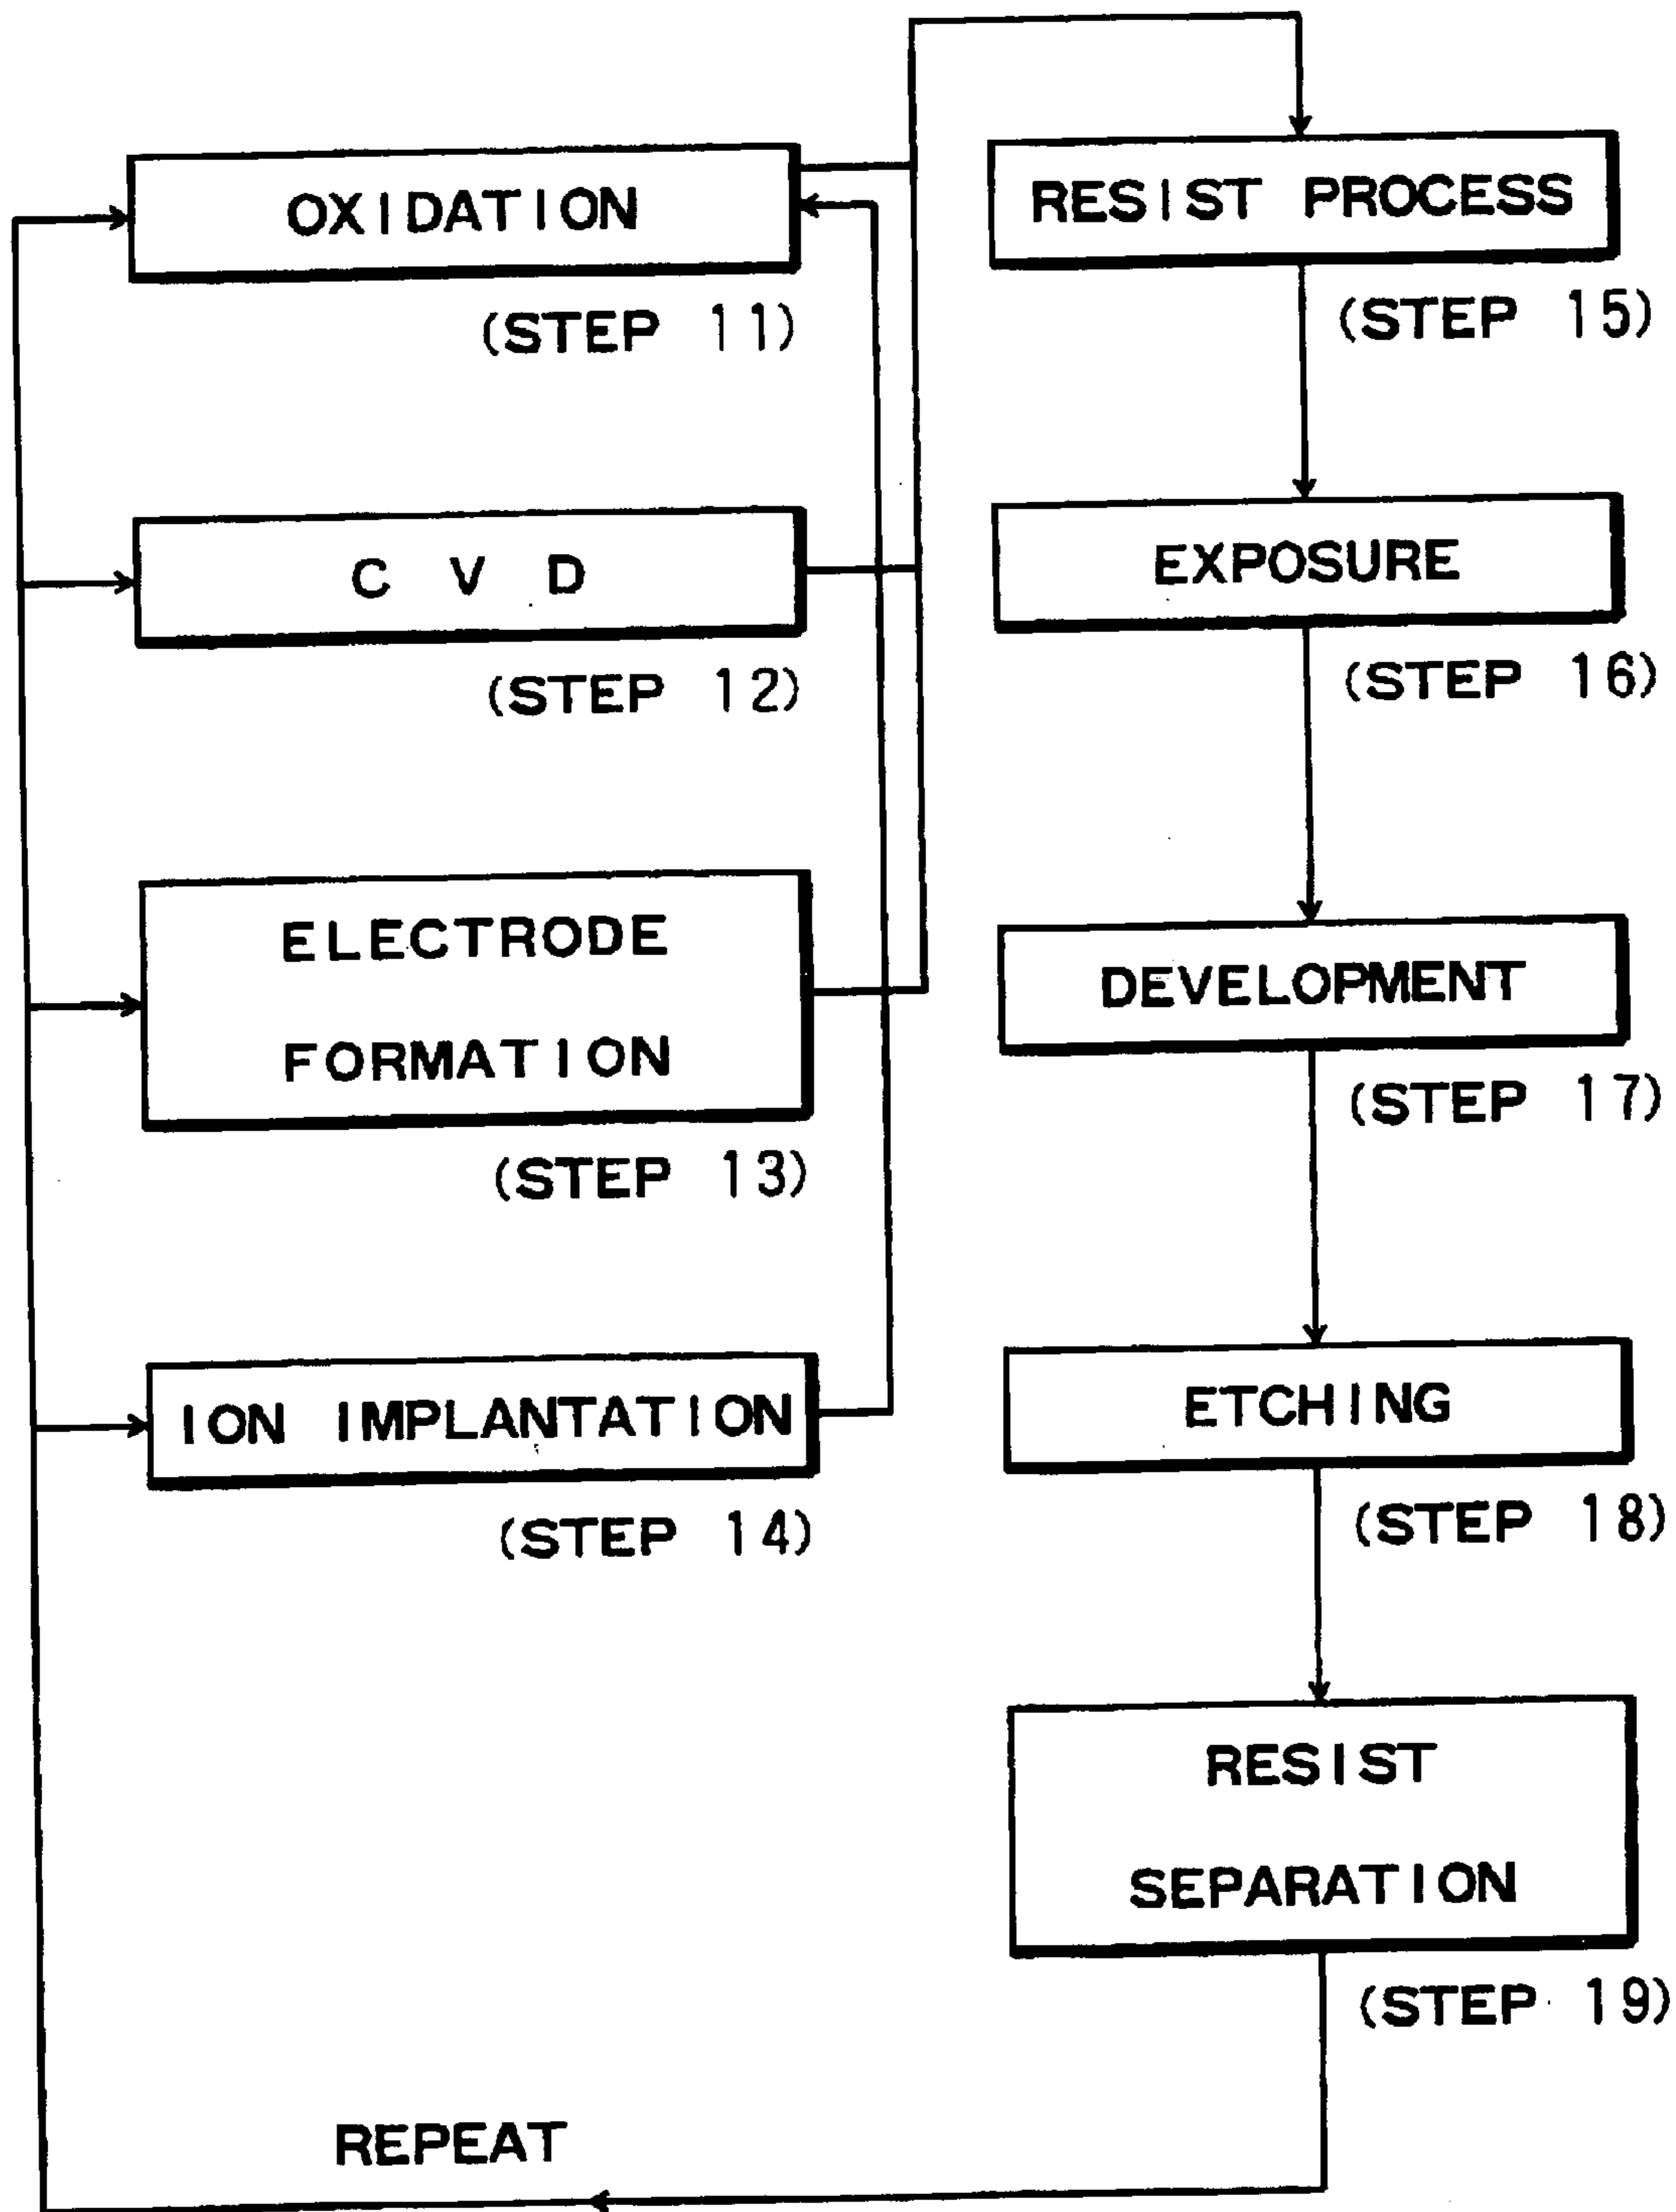 OXIDATION
(STEP 11)
C V D
(STEP 12)
ELECTRODE
FORMATION
(STEP 13)
ION IMPLANTATION
(STEP 14)
RESIST PROCESS
(STEP 15)
EXPOSURE
(STEP 16)
DEVELOPMENT
(STEP 17)
ETCHING
(STEP 18)
RESIST
SEPARATION
(STEP 19)
REPEAT